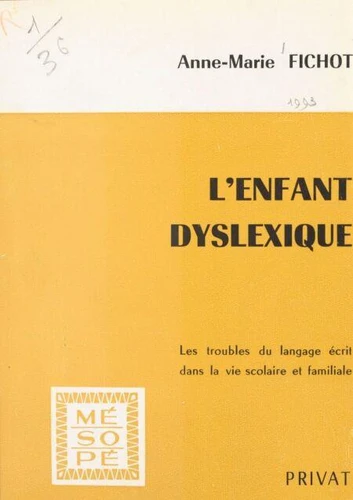 1/36
Anne-Marie FICHOT
1993
L'ENFANT
DYSLEXIQUE
Les troubles du langage écrit
dans la vie scolaire et familiale
MÉ
SO
PÉ
PRIVAT